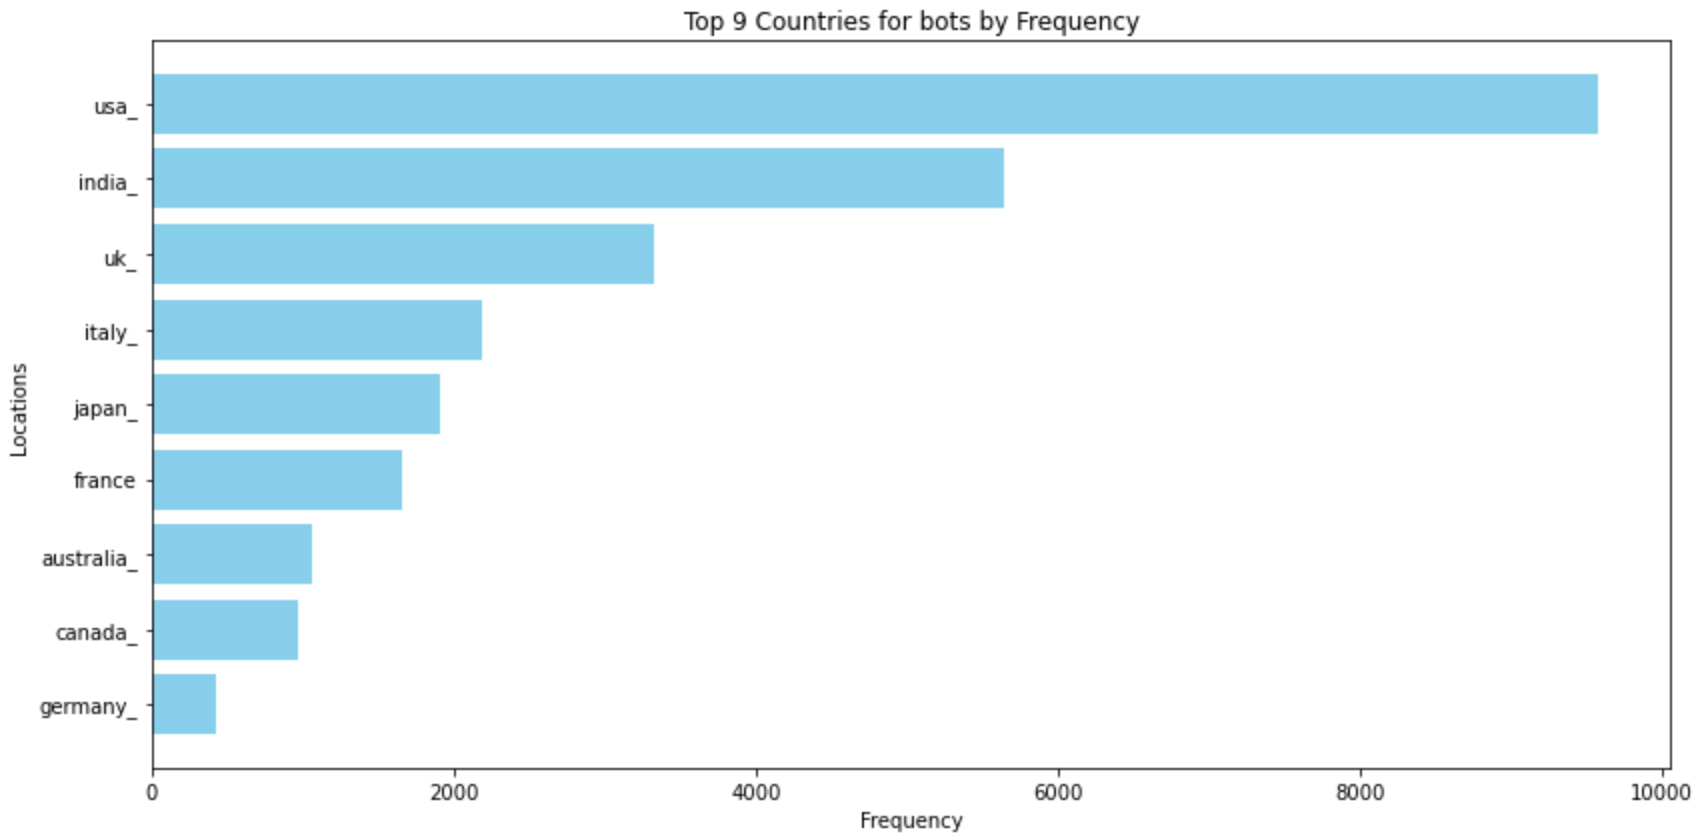 Top 9 Countries for bots by Frequency
usa_
india_
uk_
italy_
japan_
france
australia_
canada_
germany_
Locations
0 2000 4000 6000 8000 10000
Frequency